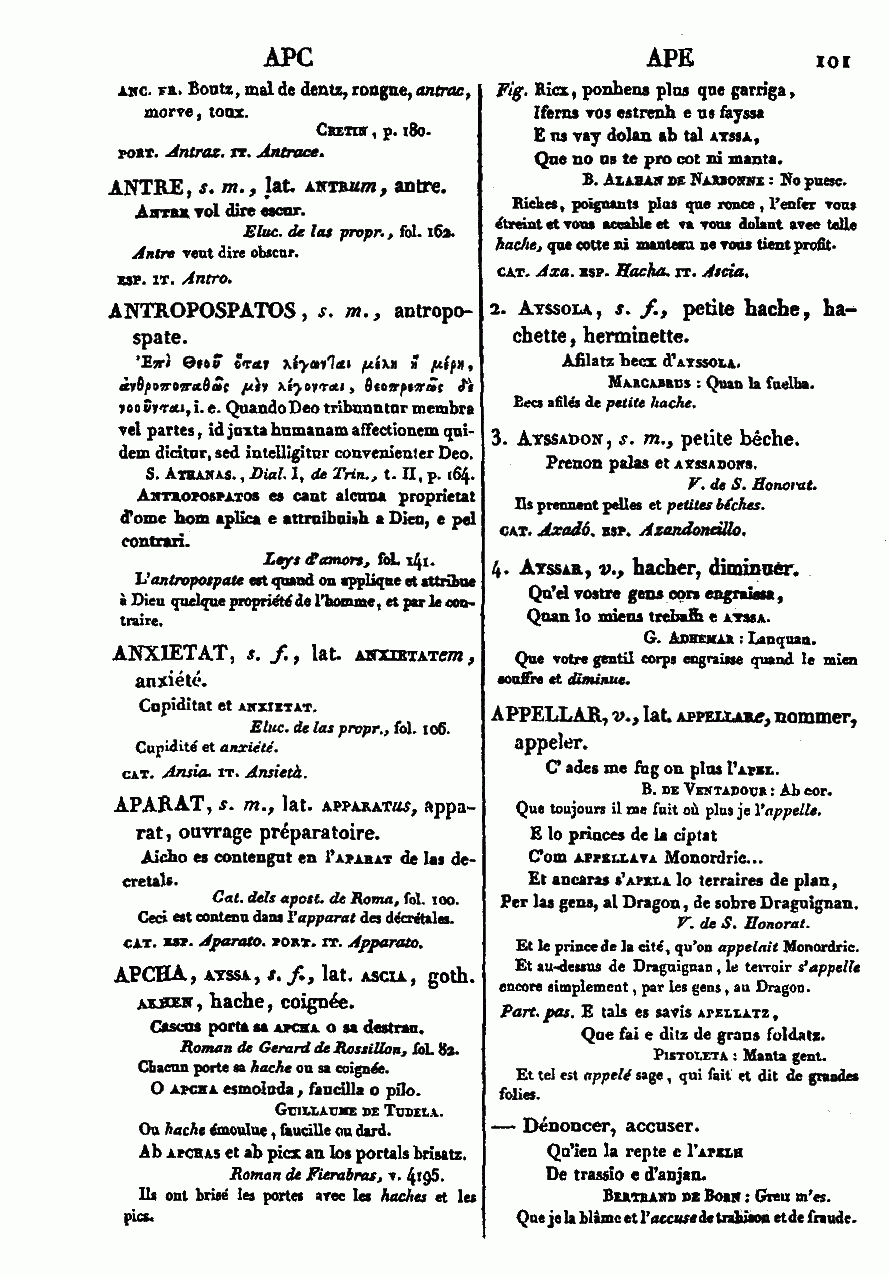 APC
APE 101
ANC. FR. Boutz, mal de dentz, rongne, antrac,
morve, toux.
CRETIN, p. 180.
PORT. Antraz. IT. Antrace.
ANTRE, s. m., lat. ANTRum, antre.
ANTRE vol dire escur.
Eluc. de las propr., fol. 162.
Antre veut dire obscur.
ESP. IT. Antro.
ANTROPOSPATOS, s. m., antropo-
spate.
Ἐπὶ Θεοῦ ὅταν λέγωνται μέλη ἢ μέρη,
ἀνθροποπαθῶς μὲν λέγονται, θεοπρεπῶς δὲ
νοοῦνται, i. e. Quando Deo tribuuntur membra
vel partes, id juxta humanam affectionem qui-
dem dicitur, sed intelligitur convenienter Deo.
S. ATHANAS., Dial. I, de Trin., t. II, p. 164.
ANTROPOSPATOS es cant alcuna proprietat
d'ome hom aplica e attruibuish a Dieu, e pel
contrari.
Leys d'amors, fol. 141.
L'antropospate est quand on applique et attribue
à Dieu quelque propriété de l'homme, et par le con-
traire.
ANXIETAT, s. f., lat. ANXIETATem,
anxiété.
Cupiditat et ANXIETAT.
Eluc. de las propr., fol. 106.
Cupidité et anxiété.
CAT. Ansia. IT. Ansietà.
APARAT, s. m., lat. APPARATus, appa-
rat, ouvrage préparatoire.
Aicho es contengut en l'APARAT de las de-
cretals.
Cat. dels apost. de Roma, fol. 100.
Ceci est contenu dans l'apparat des décrétales.
CAT. ESP. Aparato. PORT. IT. Apparato.
APCHA, AYSSA, s. f., lat. ASCIA, goth.
AKHEN, hache, coignée.
Cascus porta sa APCHA o sa destrau.
Roman de Gerard de Rossillon, fol. 82.
Chacun porte sa hache ou sa coignée.
O APCHA esmoluda, faucilla o pilo.
GUILLAUME DE TUDELA.
Ou hache émoulue, faucille ou dard.
Ab APCHAS et ab picx an los portals brisatz.
Roman de Fierabras, v. 4195.
Ils ont brisé les portes avec les haches et les
pics.
Fig. Ricx, ponhens plus que garriga,
Iferns vos estrenh e us fayssa
E us vay dolan ab tal AYSSA,
Que no us te pro cot ni manta.
B. ALAHAN DE NARBONNE : No puesc.
Riches, poignants plus que ronce, l'enfer vous
étreint et vous accable et va vous dolant avec telle
hache, que cotte ni manteau ne vous tient profit.
CAT. Axa. ESP. Hacha. IT. Ascia.
2. AYSSOLA, s. f., petite hache, ha-
chette, herminette.
Afilatz becx d'AYSSOLA.
MARCABRUS : Quan la fuelha.
Becs afilés de petite hache.
3. AYSSADON, s. m., petite bêche.
Prenon palas et AYSSADONS.
V. de S. Honorat.
Ils prennent pelles et petites bêches.
CAT. Axadó. ESP. Azandoncillo.
4. AYSSAR, v., hacher, diminuer.
Qu'el vostre gens cors engraissa,
Quan lo miens trebalh e AYSSA.
G. ADHEMAR : Lanquan.
Que votre gentil corps engraisse quand le mien
souffre et diminue.
APPELLAR, v., lat. APPELLARe, nommer,
appeler.
C' ades me fug on plus l'APEL.
B. DE VENTADOUR : Ab cor.
Que toujours il me fuit où plus je l'appelle.
E lo princes de la ciptat
C'om APPELLAVA Monordric...
Et ancaras s'APELA lo terraires de plan,
Per las gens, al Dragon, de sobre Draguignan.
V. de S. Honorat.
Et le prince de la cité, qu'on appelait Monordric.
Et au-dessus de Draguignan, le terroir s'appelle
encore simplement, par les gens, au Dragon.
Part. pas. E tals es savis APELLATZ,
Que fai e ditz de grans foldatz.
PISTOLETA : Manta gent.
Et tel est appelé sage, qui fait et dit de grandes
folies.
— Dénoncer, accuser.
Qu'ieu la repte e l'APELH
De trassio e d'anjan.
BERTRAND DE BORN : Greu m'es.
Que je la blâme et l'accuse de trahison et de fraude.